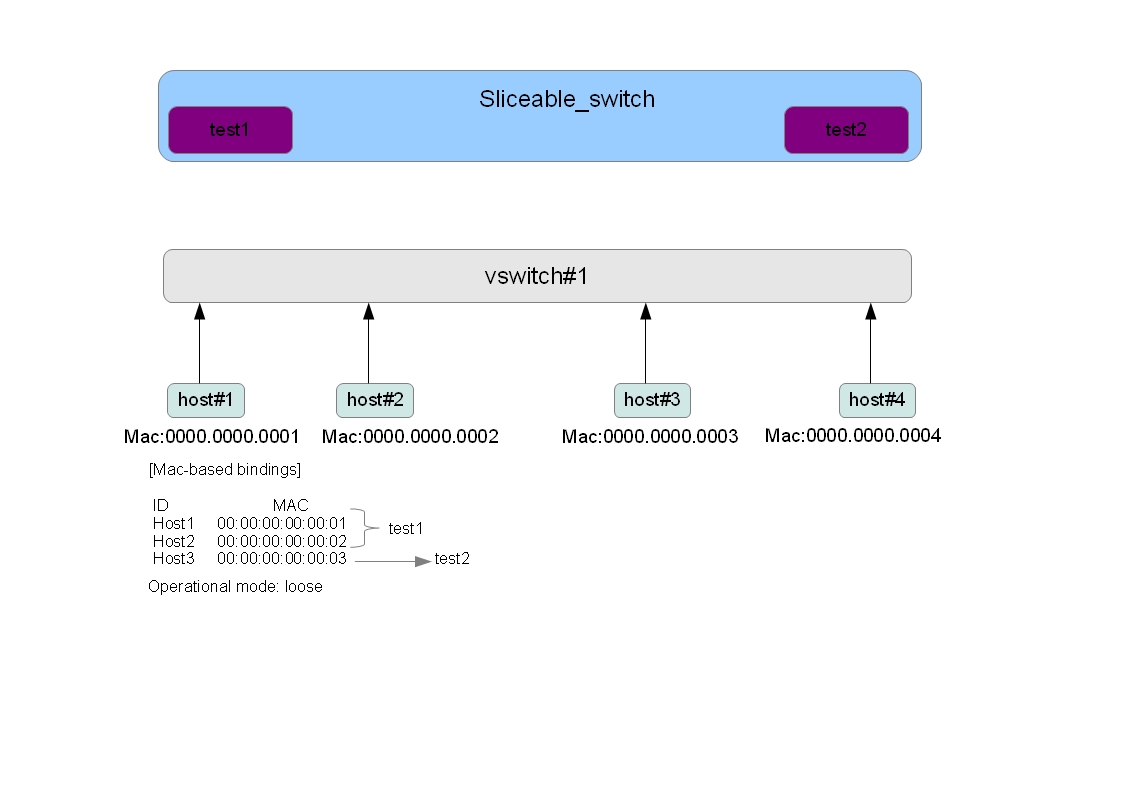 Sliceable_switch
test1
test2
vswitch#1
host#1
host#2
host#3
host#4
Mac:0000.0000.0001
Mac:0000.0000.0002
Mac:0000.0000.0003
Mac:0000.0000.0004
[Mac-based bindings]
ID MAC
Host1 00:00:00:00:00:01
test1
Host2 00:00:00:00:00:02
Host3 00:00:00:00:00:03 test2
Operational mode: loose